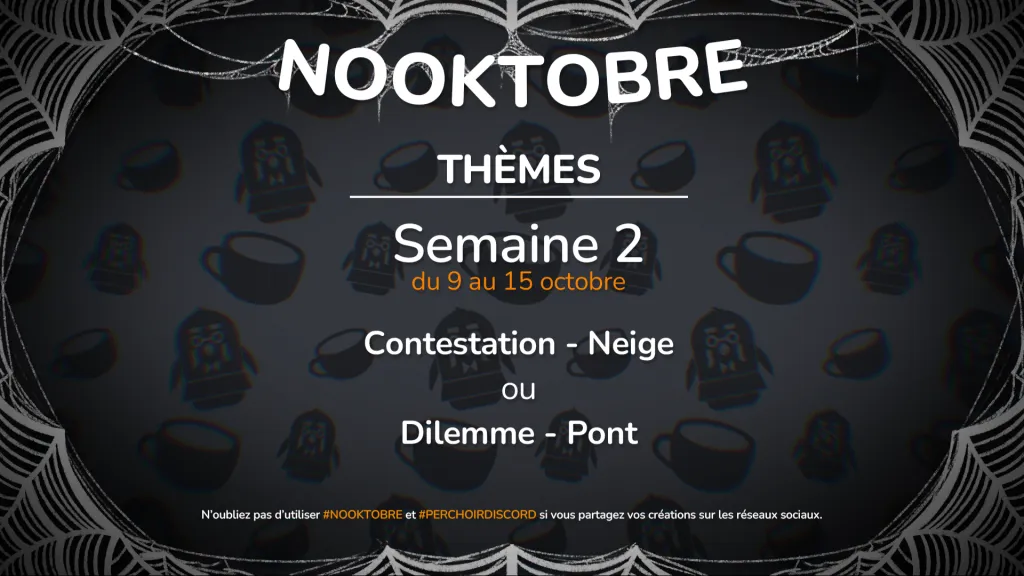 NOOKTOBRE
THÈMES
Semaine 2
du 9 au 15 octobre
Contestation - Neige
ou
Dilemme - Pont
N'oubliez pas d'utiliser #NOOKTOBRE et #PERCHOIRDISCORD si vous partagez vos créations sur les réseaux sociaux.